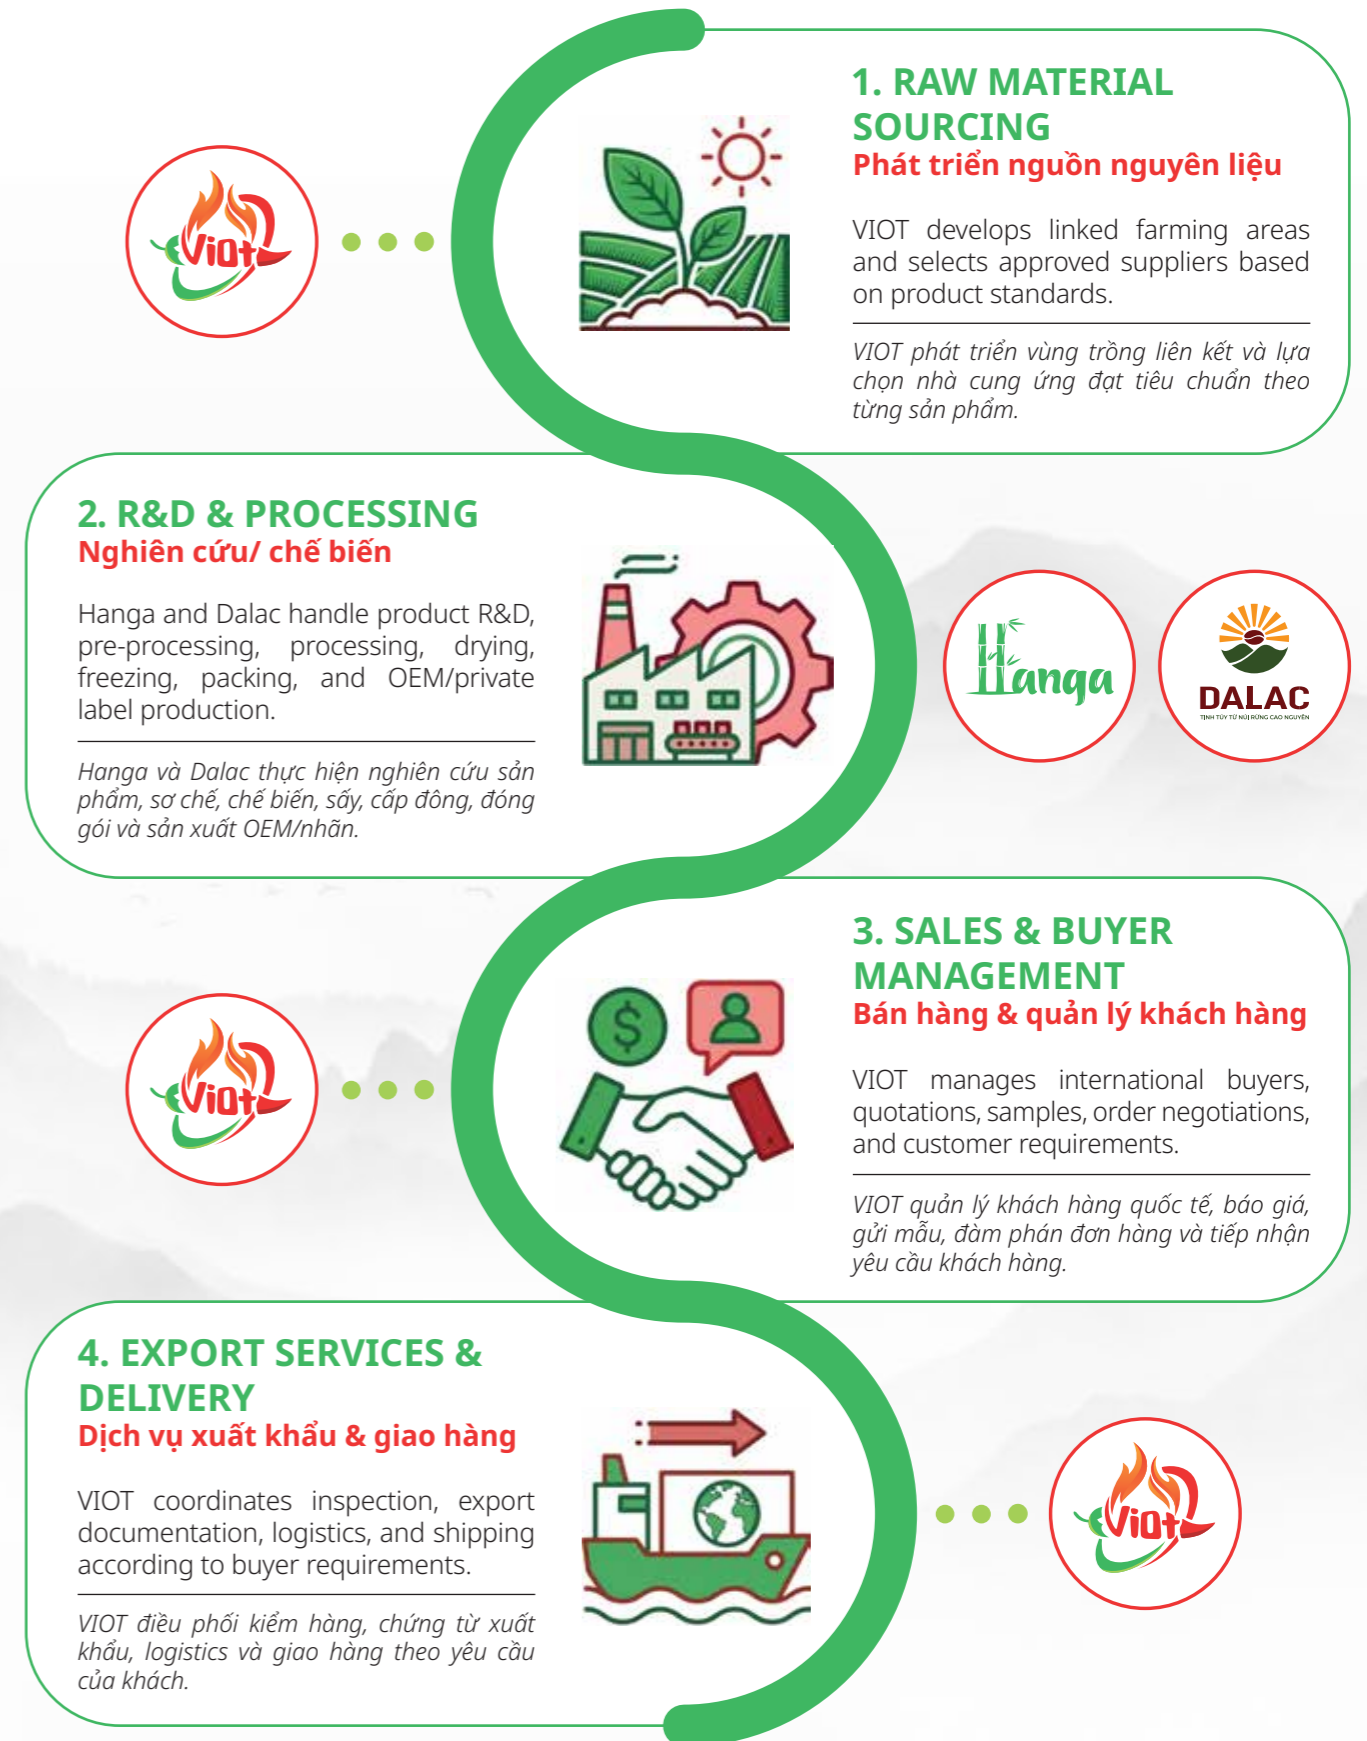 1. RAW MATERIAL
SOURCING
Phát triển nguồn nguyên liệu
VIOT develops linked farming areas
and selects approved suppliers based
on product standards.
VIOT phát triển vùng trồng liên kết và lựa
chọn nhà cung ứng đạt tiêu chuẩn theo
từng sản phẩm.
Viot
2. R&D & PROCESSING
Nghiên cứu/ chế biến
Hanga and Dalac handle product R&D,
pre-processing, processing, drying,
freezing, packing, and OEM/private
label production.
Hanga và Dalac thực hiện nghiên cứu sản
phẩm, sơ chế, chế biến, sấy, cấp đông, đóng
gói và sản xuất OEM/nhãn.
Hanga
DALAC
TINH TÚY TỪ NÚI RỪNG CAO NGUYÊN
3. SALES & BUYER
MANAGEMENT
Bán hàng & quản lý khách hàng
VIOT manages international buyers,
quotations, samples, order negotiations,
and customer requirements.
VIOT quản lý khách hàng quốc tế, báo giá,
gửi mẫu, đàm phán đơn hàng và tiếp nhận
yêu cầu khách hàng.
Viot
4. EXPORT SERVICES &
DELIVERY
Dịch vụ xuất khẩu & giao hàng
VIOT coordinates inspection, export
documentation, logistics, and shipping
according to buyer requirements.
VIOT điều phối kiểm hàng, chứng từ xuất
khẩu, logistics và giao hàng theo yêu cầu
của khách.
Viot